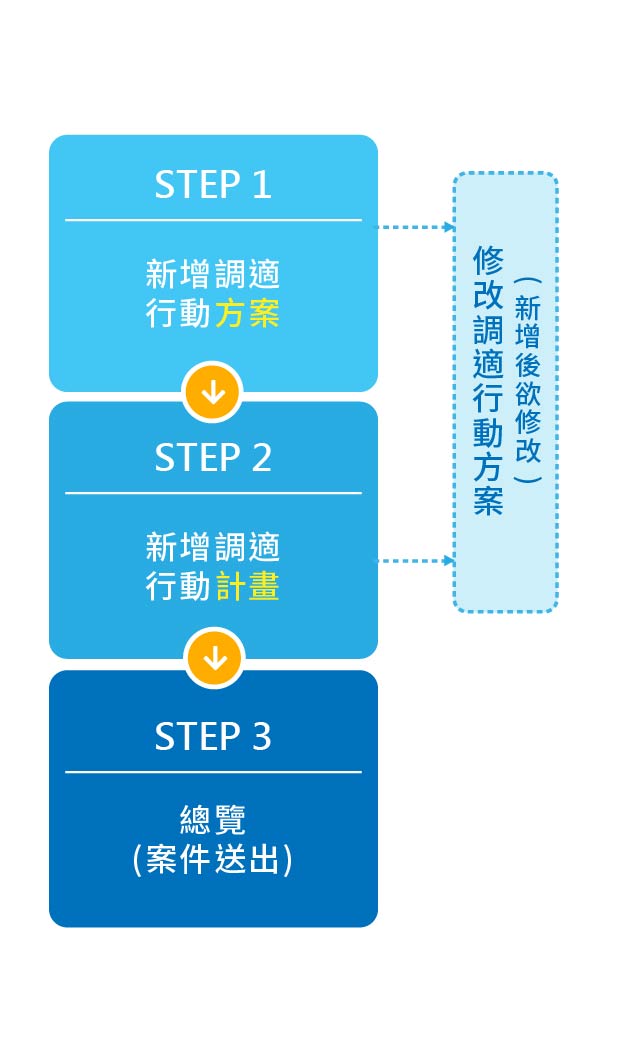 STEP 1
新增調適
行動方案
STEP 2
新增調適
行動計畫
STEP 3
總覽
(案件送出)
修改調適行動方案
(新增後欲修改)